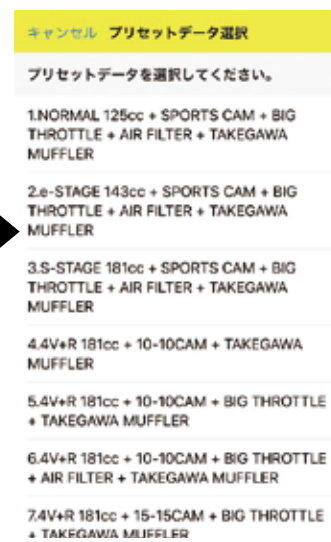 キャンセル プリセットデータ選択
プリセットデータを選択してください。
1.NORMAL 125cc + SPORTS CAM + BIG
THROTTLE + AIR FILTER + TAKEGAWA
MUFFLER
2.e-STAGE 143cc + SPORTS CAM + BIG
THROTTLE + AIR FILTER + TAKEGAWA
MUFFLER
3.S-STAGE 181cc + SPORTS CAM + BIG
THROTTLE + AIR FILTER + TAKEGAWA
MUFFLER
4.4V+R 181cc + 10-10CAM + TAKEGAWA
MUFFLER
5.4V+R 181cc + 10-10CAM + BIG THROTTLE
+ TAKEGAWA MUFFLER
6.4V+R 181cc + 10-10CAM + BIG THROTTLE
+ AIR FILTER + TAKEGAWA MUFFLER
7.4V+R 181cc + 15-15CAM + BIG THROTTLE
+ TAKEGAWA MUFFLER